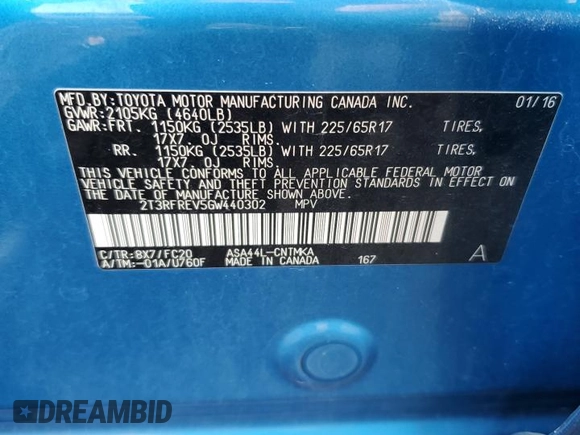 MFD.BY:TOYOTA MOTOR MANUFACTURING CANADA INC. 01/16
GVWR:2105KG (4640LB)
GAWR:FRT. 1150KG (2535LB) WITH 225/65R17 TIRES,
17X7.0J RIMS.
RR. 1150KG (2535LB) WITH 225/65R17 TIRES,
17X7.0J RIMS.
THIS VEHICLE CONFORMS TO ALL APPLICABLE FEDERAL MOTOR
VEHICLE SAFETY AND THEFT PREVENTION STANDARDS IN EFFECT ON
THE DATE OF MANUFACTURE SHOWN ABOVE.
2T3RFREV5GW440302 MPV
C/TR:8X7/FC20 ASA44L-CNTMKA
A/TM:-01A/U760F MADE IN CANADA 167 A
DREAMBID